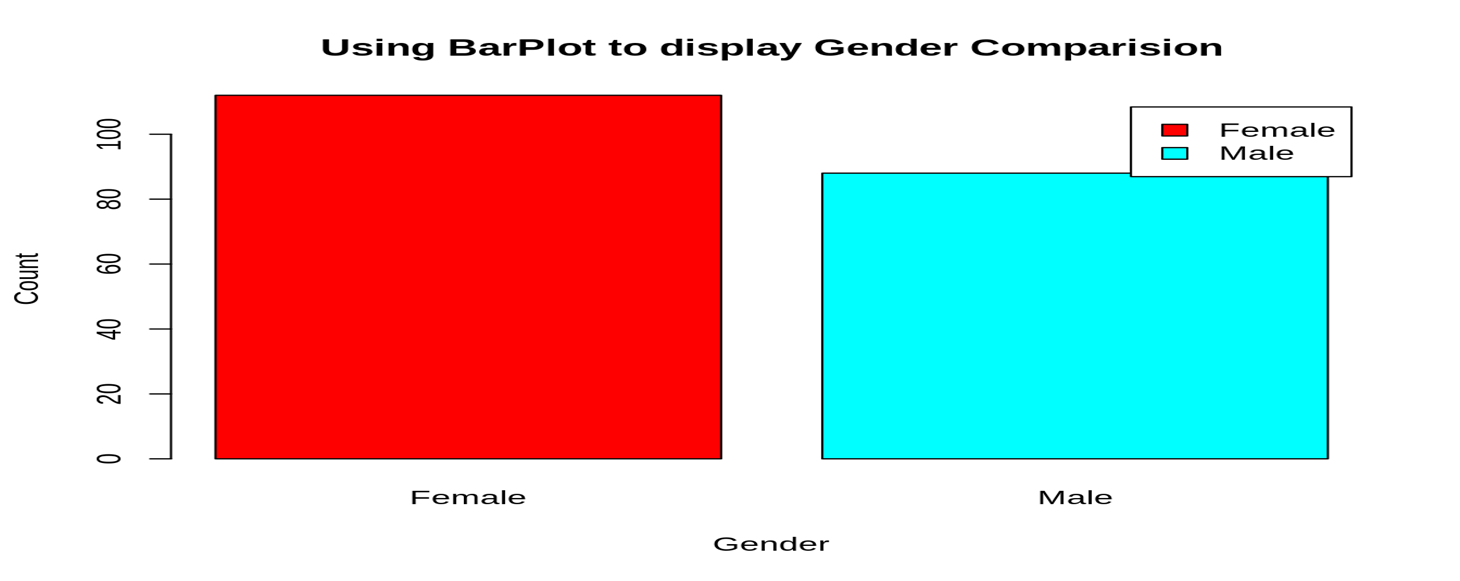 Using BarPlot to display Gender Comparision
Female
Male
Count
100
80
60
40
20
0
Female
Male
Gender